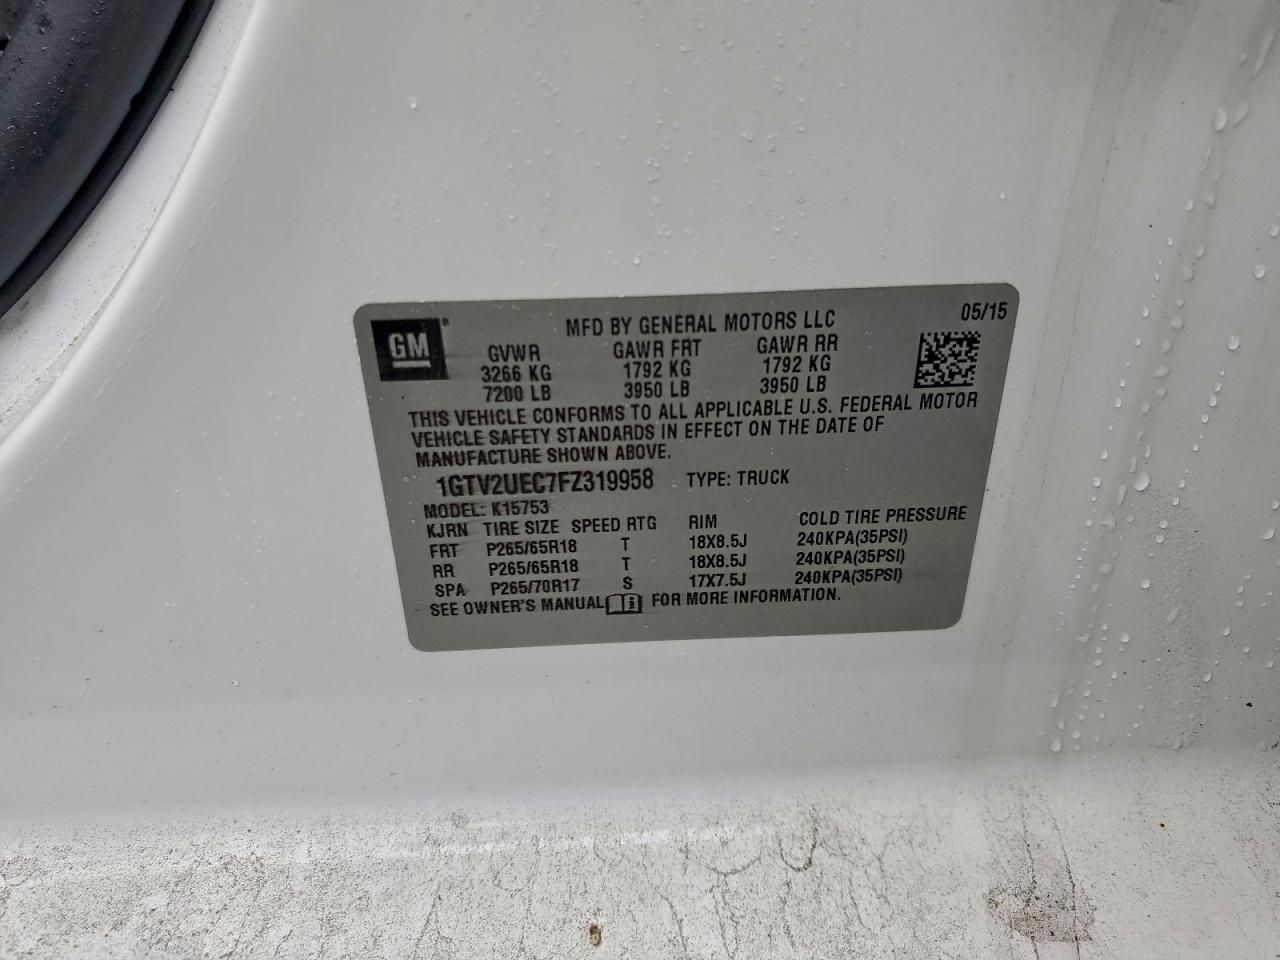 GM®
MFD BY GENERAL MOTORS LLC 05/15
GVWR GAWR FRT GAWR RR
3266 KG 1792 KG 1792 KG
7200 LB 3950 LB 3950 LB
THIS VEHICLE CONFORMS TO ALL APPLICABLE U.S. FEDERAL MOTOR
VEHICLE SAFETY STANDARDS IN EFFECT ON THE DATE OF
MANUFACTURE SHOWN ABOVE.
1GTV2UEC7FZ319958 TYPE: TRUCK
MODEL: K15753
KJRN TIRE SIZE SPEED RTG RIM COLD TIRE PRESSURE
FRT P265/65R18 T 18X8.5J 240KPA(35PSI)
RR P265/65R18 T 18X8.5J 240KPA(35PSI)
SPA P265/70R17 S 17X7.5J 240KPA(35PSI)
SEE OWNER'S MANUAL FOR MORE INFORMATION.